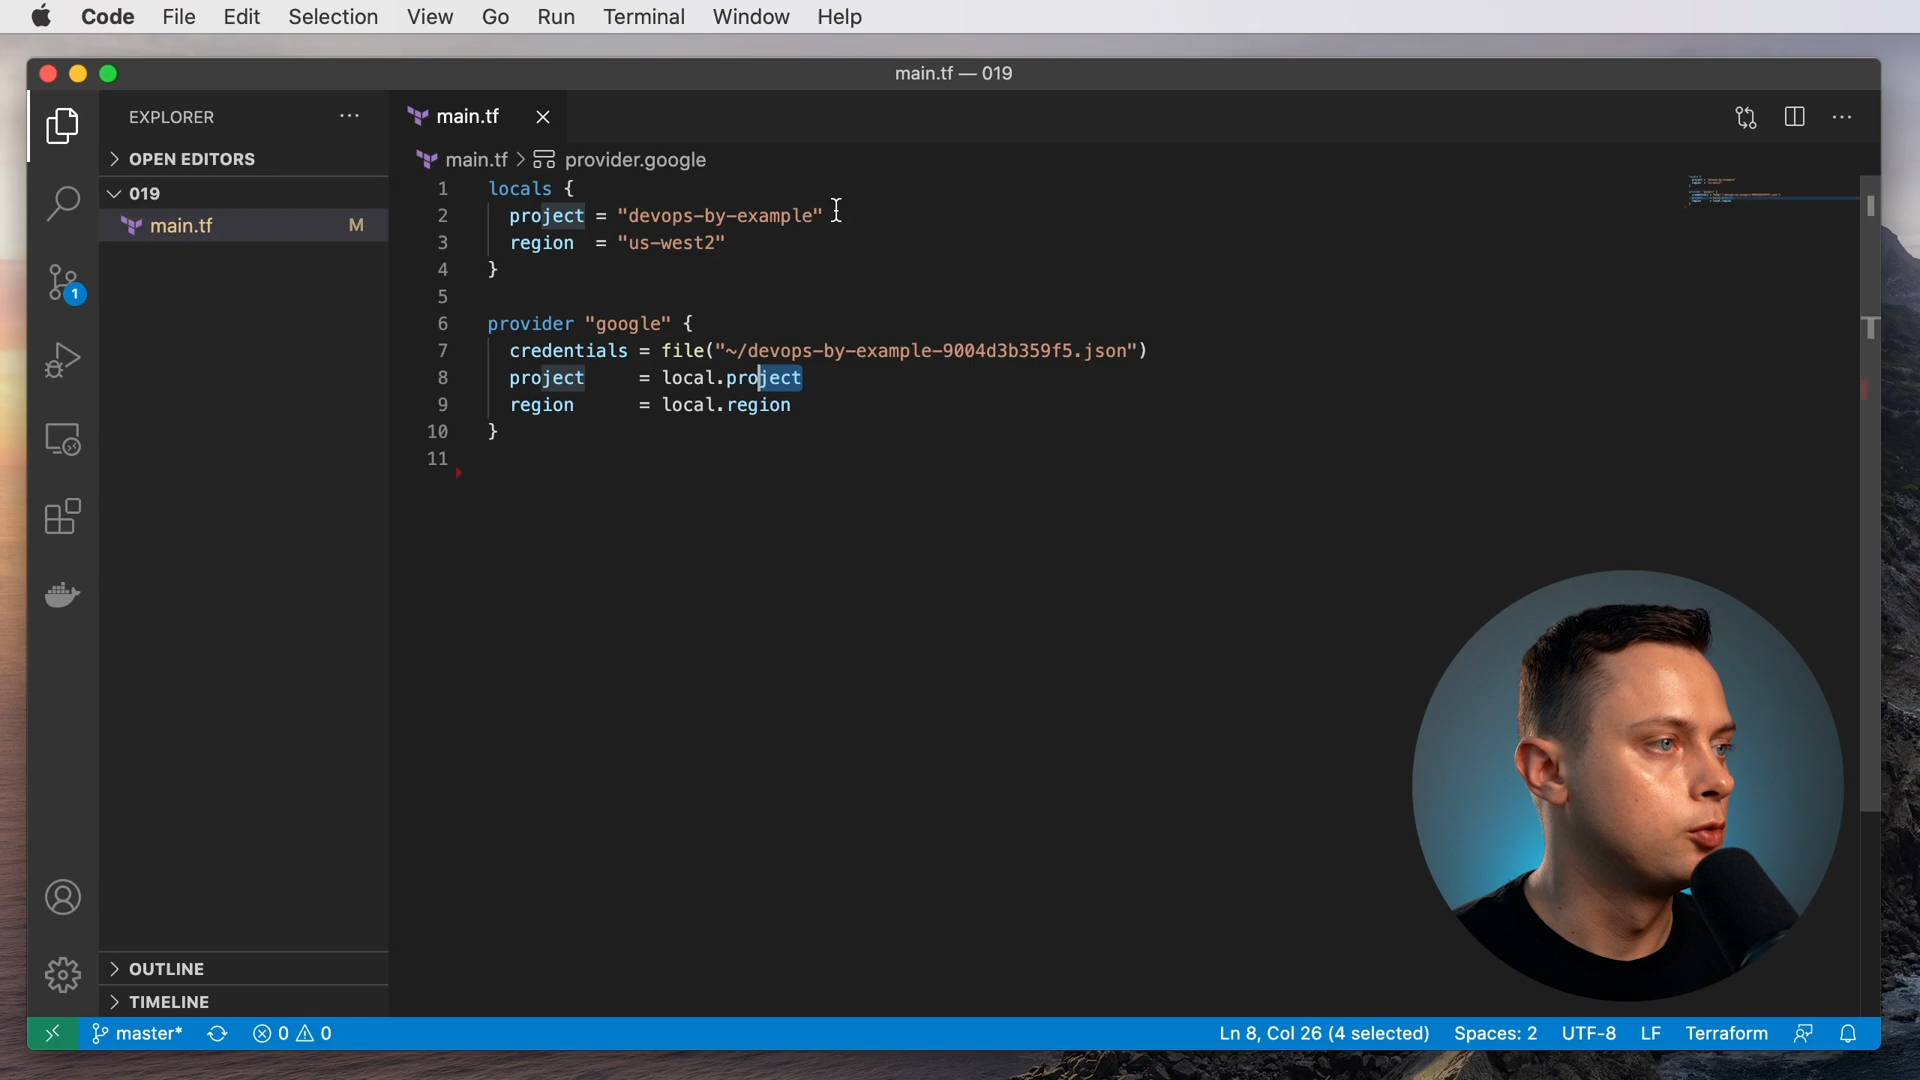 Code File Edit Selection View Go Run Terminal Window Help
main.tf — 019
EXPLORER
main.tf
OPEN EDITORS
main.tf > provider.google
019
main.tf M
1 locals {
2 project = "devops-by-example"
3 region = "us-west2"
4 }
5
6 provider "google" {
7 credentials = file("~/devops-by-example-9004d3b359f5.json")
8 project = local.project
9 region = local.region
10 }
11
1
OUTLINE
TIMELINE
master* 0 0 Ln 8, Col 26 (4 selected) Spaces: 2 UTF-8 LF Terraform